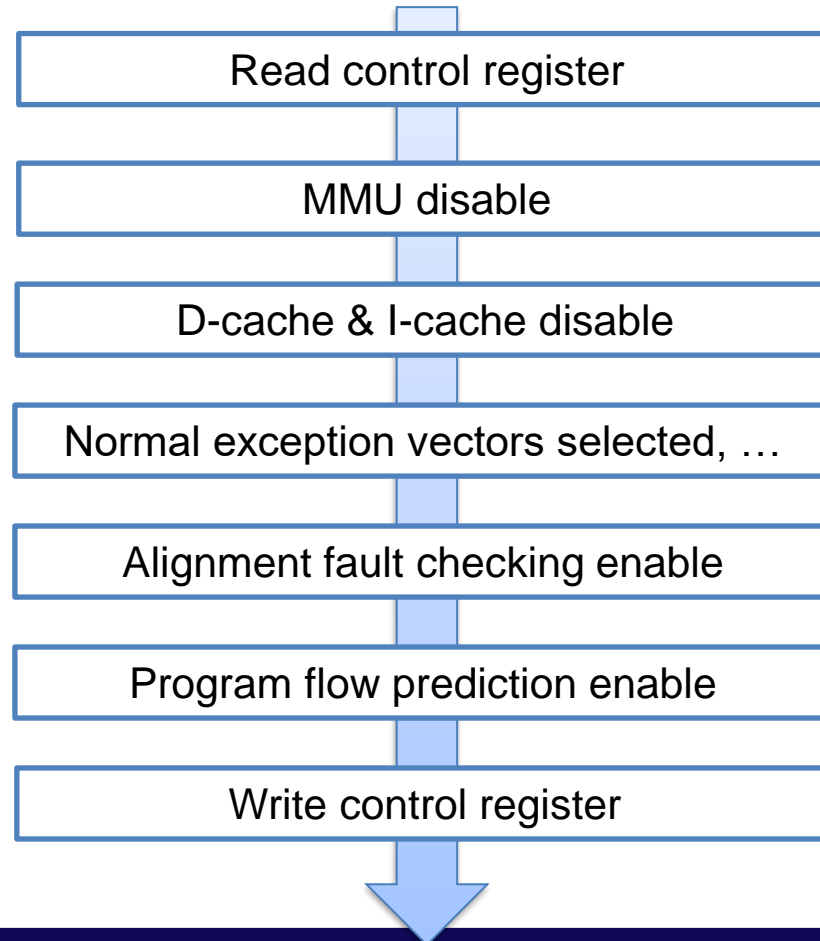 Read control register
MMU disable
D-cache & I-cache disable
Normal exception vectors selected, …
Alignment fault checking enable
Program flow prediction enable
Write control register